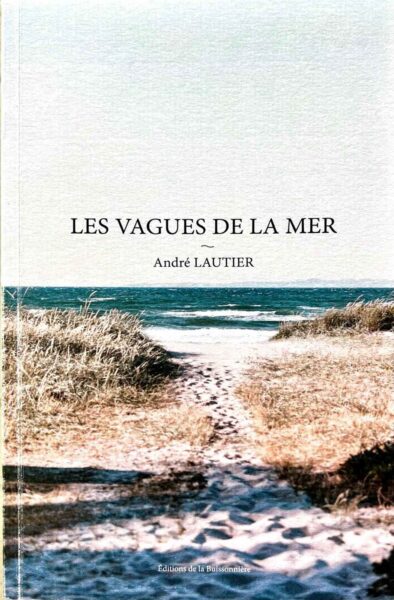 LES VAGUES DE LA MER
~
André LAUTIER
Éditions de la Buissonnière